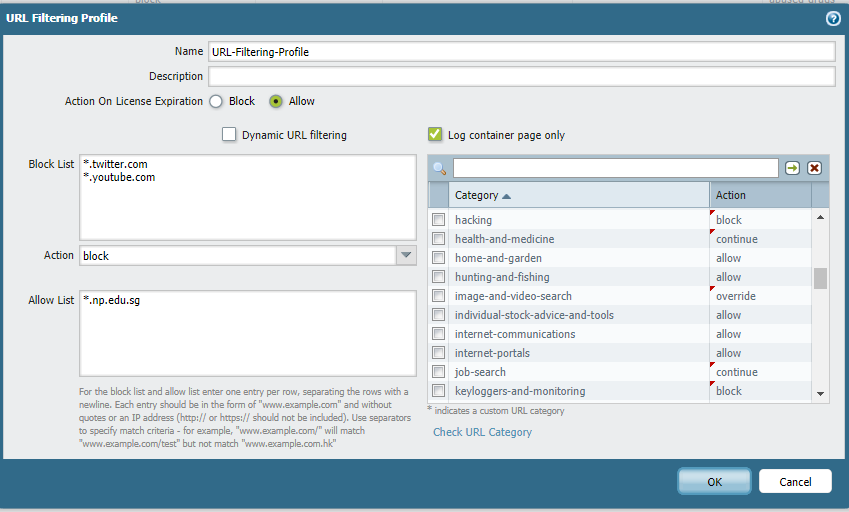 block
abused-drugs
URL Filtering Profile
?
Name URL-Filtering-Profile
Description
Action On License Expiration Block Allow
Dynamic URL filtering Log container page only
Block List *.twitter.com
*.youtube.com
Action block
Allow List *.np.edu.sg
For the block list and allow list enter one entry per row, separating the rows with a
newline. Each entry should be in the form of "www.example.com" and without
quotes or an IP address (http:// or https:// should not be included). Use separators
to specify match criteria - for example, "www.example.com/" will match
"www.example.com/test" but not match "www.example.com.hk"
Category Action
hacking block
health-and-medicine continue
home-and-garden allow
hunting-and-fishing allow
image-and-video-search override
individual-stock-advice-and-tools allow
internet-communications allow
internet-portals allow
job-search continue
keyloggers-and-monitoring block
* indicates a custom URL category
Check URL Category
OK Cancel